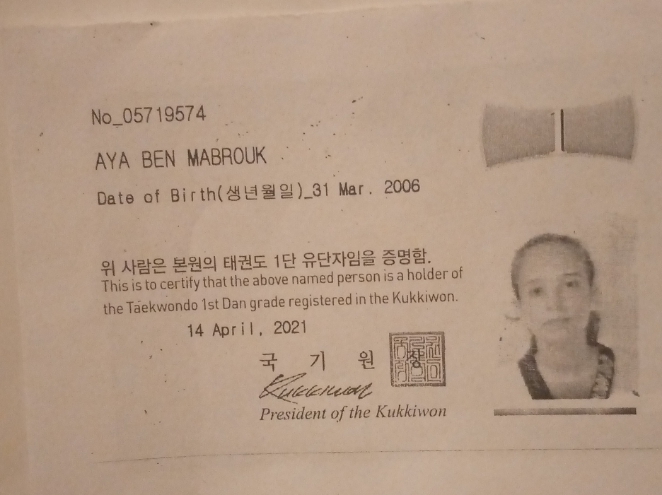 No_05719574
AYA BEN MABROUK
Date of Birth(생년월일)_31 Mar. 2006
위 사람은 본원의 태권도 1단 유단자임을 증명함.
This is to certify that the above named person is a holder of
the Taekwondo 1st Dan grade registered in the Kukkiwon.
14 April, 2021
국 기 원 장
Kukkiwon
President of the Kukkiwon